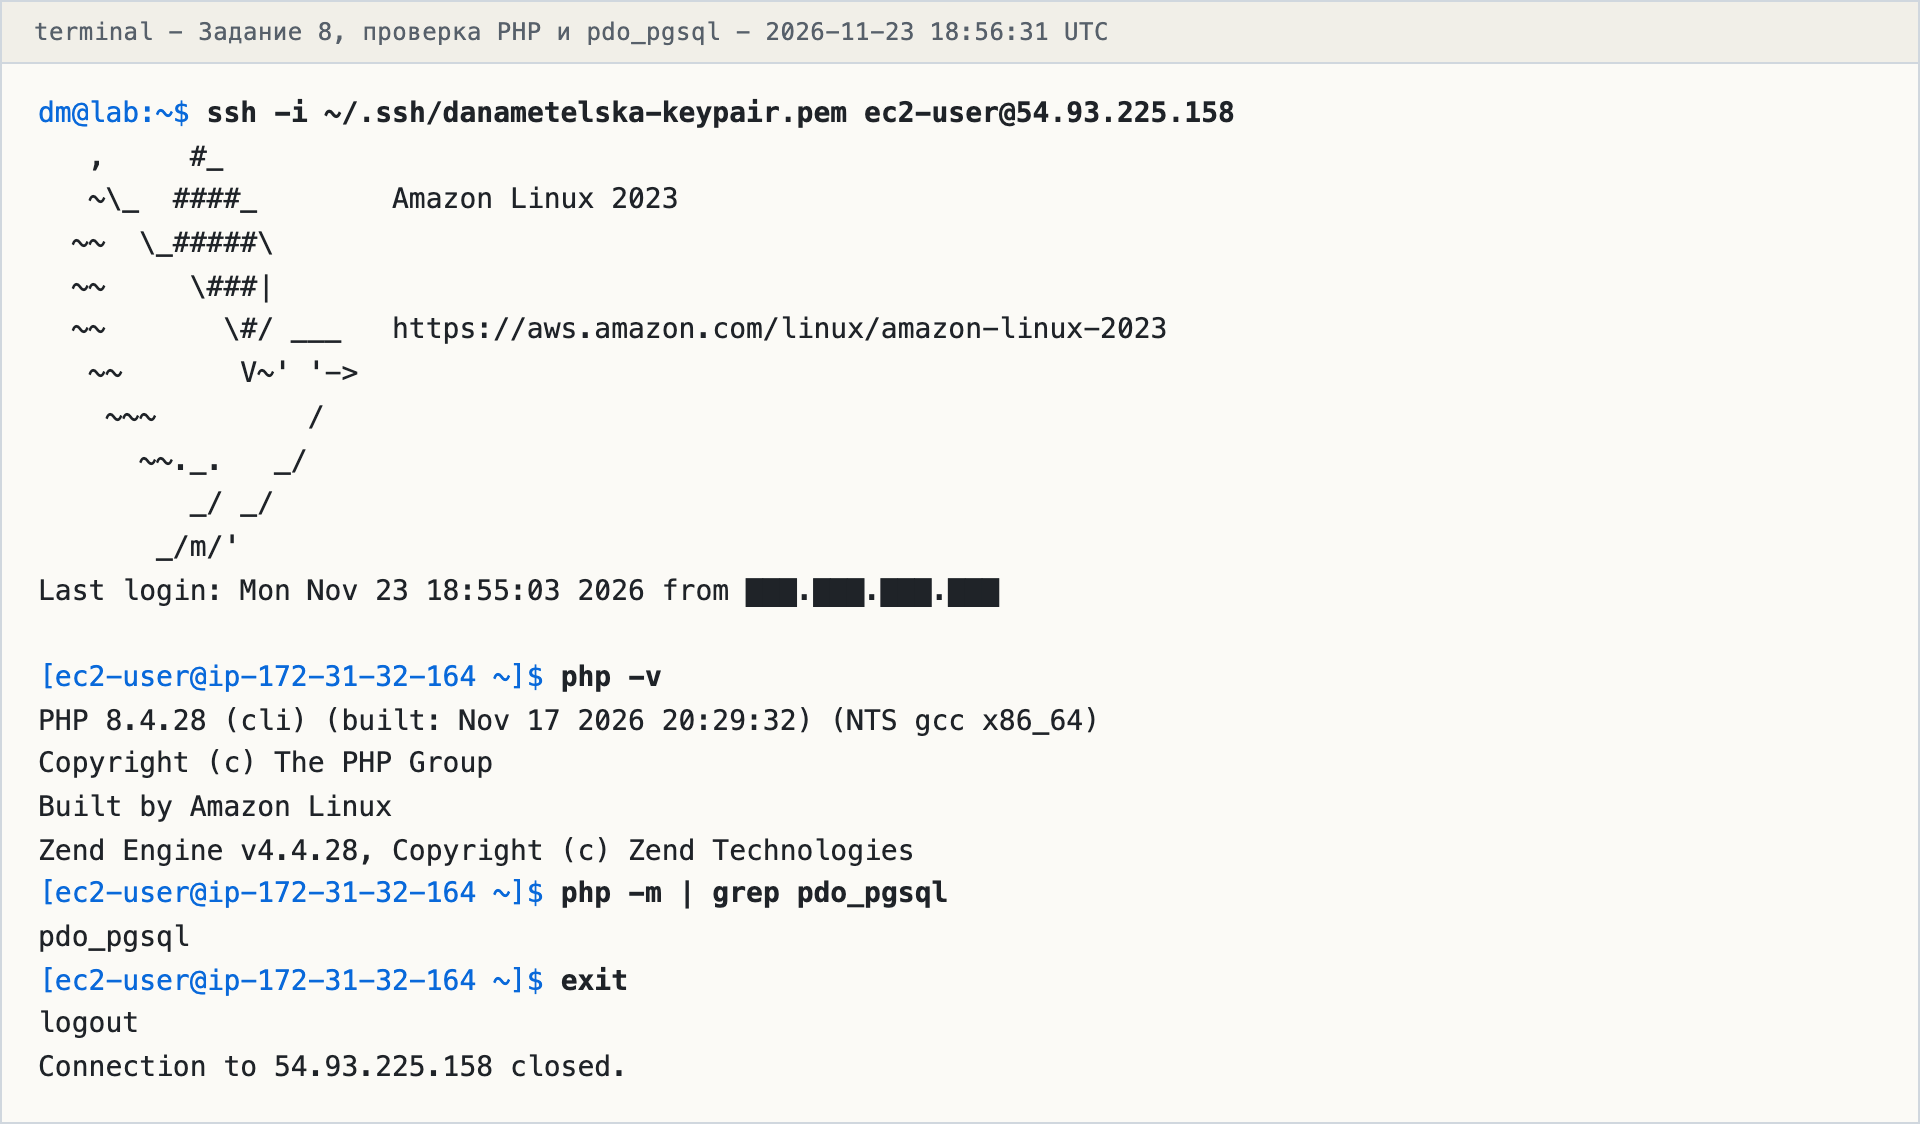 terminal — Задание 8, проверка PHP и pdo_pgsql — 2026-11-23 18:56:31 UTC
dm@lab:~$ ssh -i ~/.ssh/danametelska-keypair.pem ec2-user@54.93.225.158
   ,     #_
   ~\_  ####_        Amazon Linux 2023
  ~~  \_#####\
  ~~     \###|
  ~~       \#/ ___   https://aws.amazon.com/linux/amazon-linux-2023
   ~~       V~' '->
    ~~~         /
      ~~._.   _/
         _/ _/
       _/m/'
Last login: Mon Nov 23 18:55:03 2026 from ███.███.███.███
[ec2-user@ip-172-31-32-164 ~]$ php -v
PHP 8.4.28 (cli) (built: Nov 17 2026 20:29:32) (NTS gcc x86_64)
Copyright (c) The PHP Group
Built by Amazon Linux
Zend Engine v4.4.28, Copyright (c) Zend Technologies
[ec2-user@ip-172-31-32-164 ~]$ php -m | grep pdo_pgsql
pdo_pgsql
[ec2-user@ip-172-31-32-164 ~]$ exit
logout
Connection to 54.93.225.158 closed.